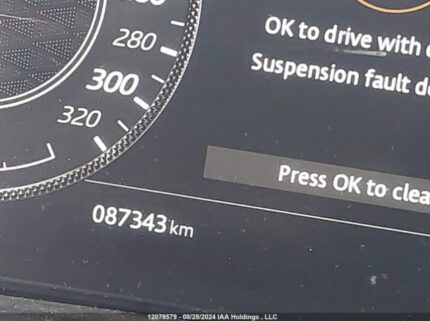 280
300
320
OK to drive with
Suspension fault
Press OK to
087343 km
12079579 - 08/28/2024 IAA Holdings , LLC